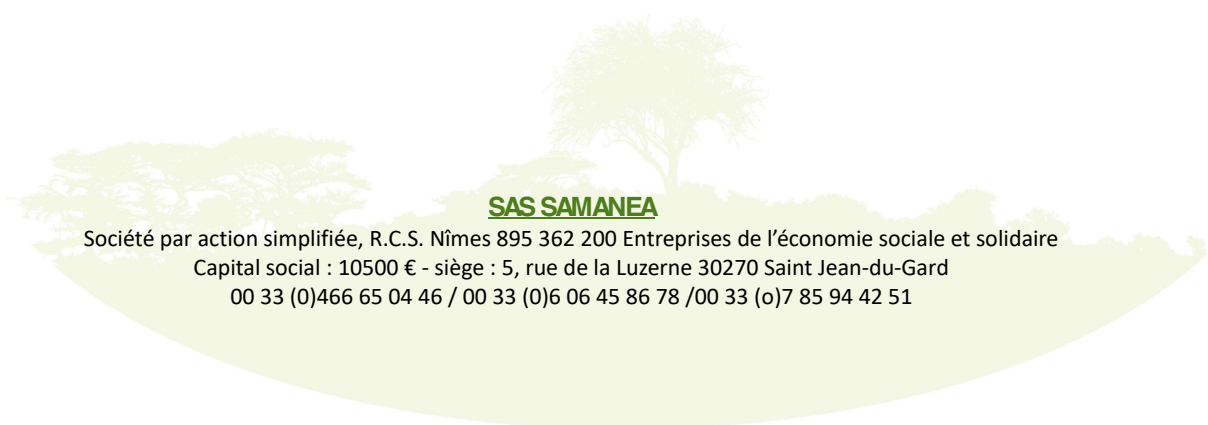 SAS SAMANEA
Société par action simplifiée, R.C.S. Nîmes 895 362 200 Entreprises de l’économie sociale et solidaire
Capital social : 10500 € - siège : 5, rue de la Luzerne 30270 Saint Jean-du-Gard
00 33 (0)466 65 04 46 / 00 33 (0)6 06 45 86 78 /00 33 (o)7 85 94 42 51